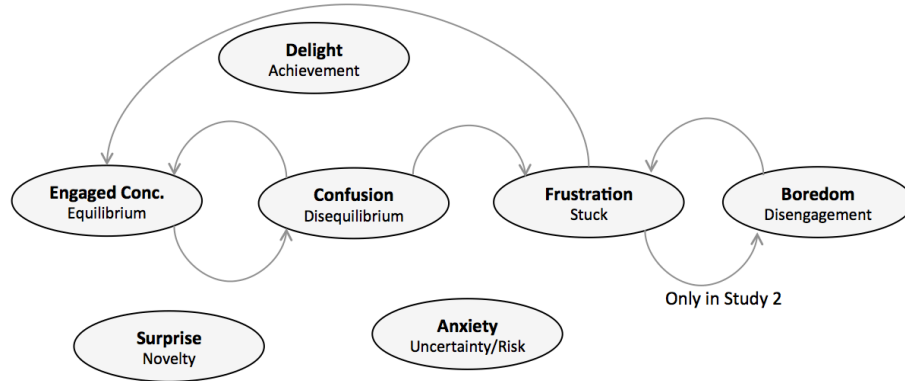 Delight
Achievement
Engaged Conc.
Equilibrium
Confusion
Disequilibrium
Frustration
Stuck
Boredom
Disengagement
Only in Study 2
Surprise
Novelty
Anxiety
Uncertainty/Risk